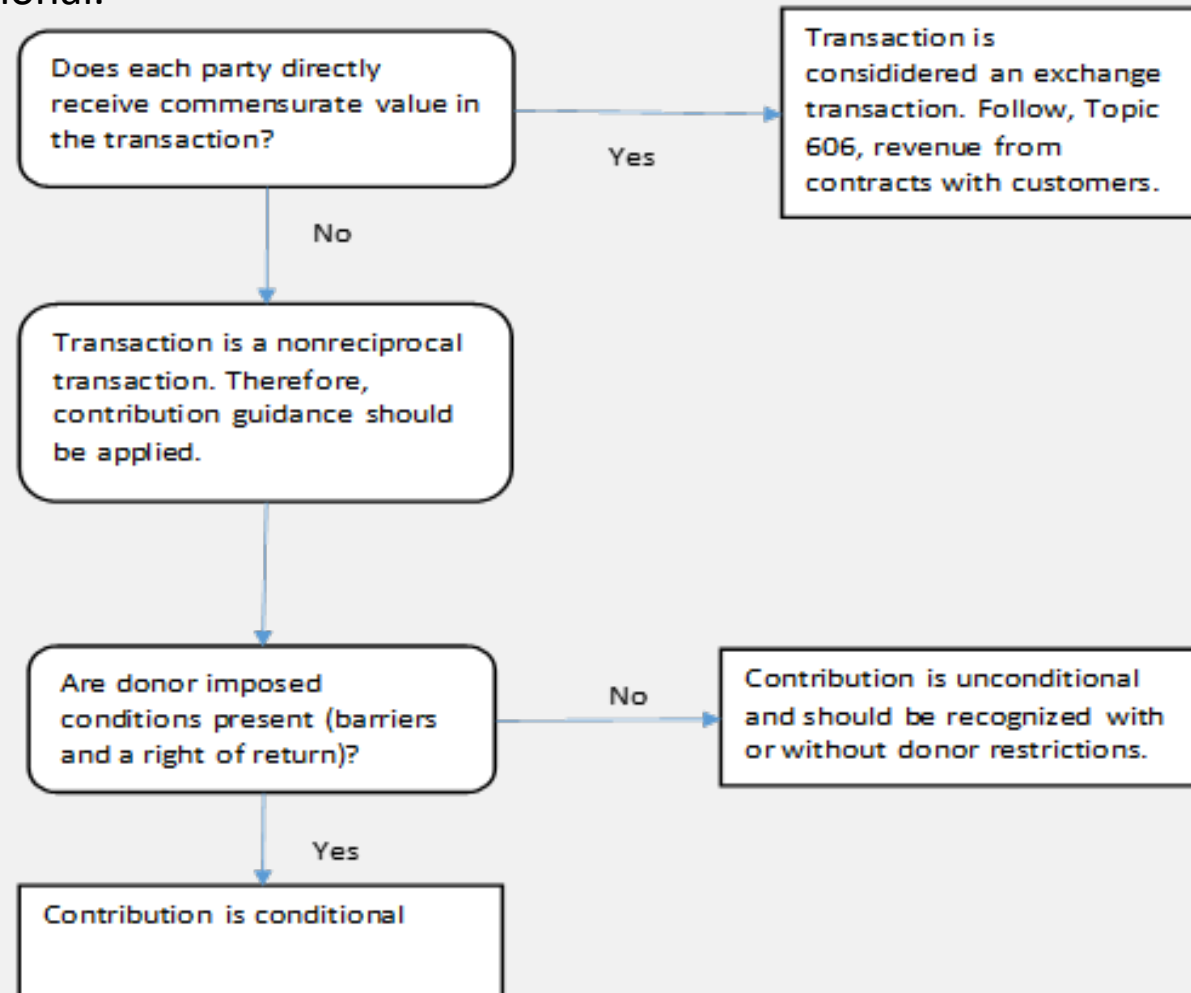 Does each party directly
receive commensurate value in
the transaction?
Yes
Transaction is
consididered an exchange
transaction. Follow, Topic
606, revenue from
contracts with customers.
No
Transaction is a nonreciprocal
transaction. Therefore,
contribution guidance should
be applied.
Are donor imposed
conditions present (barriers
and a right of return)?
No
Contribution is unconditional
and should be recognized with
or without donor restrictions.
Yes
Contribution is conditional